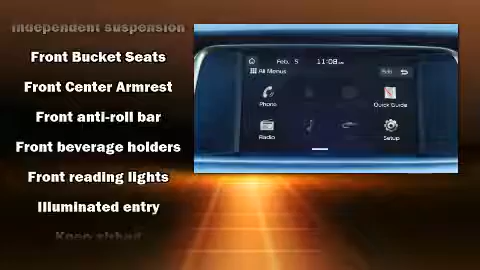 Independent suspension
Front Bucket Seats
Front Center Armrest
Front anti-roll bar
Front beverage holders
Front reading lights
Illuminated entry
Feb. 5 11:08
All Menus
Phone
Quick Guide
Radio
Setup